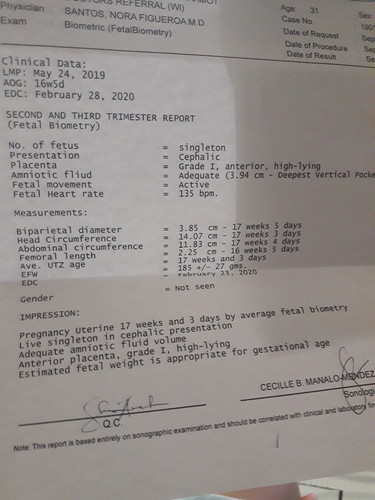 Physician : SANTOS, NORA FIGUEROA M.D.
Exam Biometric (FetalBiometry)
Age: 31
Sex
Case No.
Date of Request
Date of Procedure
Date of Result
Clinical Data:
LMP: May 24, 2019
AOG: 16w5d
EDC: February 28, 2020
SECOND AND THIRD TRIMESTER REPORT
(Fetal Biometry)
No. of fetus = singleton
Presentation = Cephalic
Placenta = Grade I, anterior, high-lying
Amniotic fliud = Adequate (3.94 cm - Deepest Vertical Pocke
Fetal movement = Active
Fetal Heart rate = 135 bpm.
Measurements:
Biparietal diameter = 3.85 cm - 17 weeks 5 days
Head Circumference = 14.07 cm - 17 weeks 3 days
Abdominal circumference = 11.83 cm - 17 weeks 4 days
Femoral length = 2.25 cm - 16 weeks 5 days
Ave. UTZ age = 17 weeks and 3 days
EFW = 185 +/- 27 gms.
EDC = February 23, 2020
Gender = Not seen
IMPRESSION:
Pregnancy uterine 17 weeks and 3 days by average fetal biometry
Live singleton in cephalic presentation
Adequate amniotic fluid volume
Anterior placenta, grade I, high-lying
Estimated fetal weight is appropriate for gestational age
CECILLE B. MANALO-MENDEZ
Sonolog
Q.C.
Note: This report is based entirely on sonographic examination and should be correlated with clinical and laboratory fin